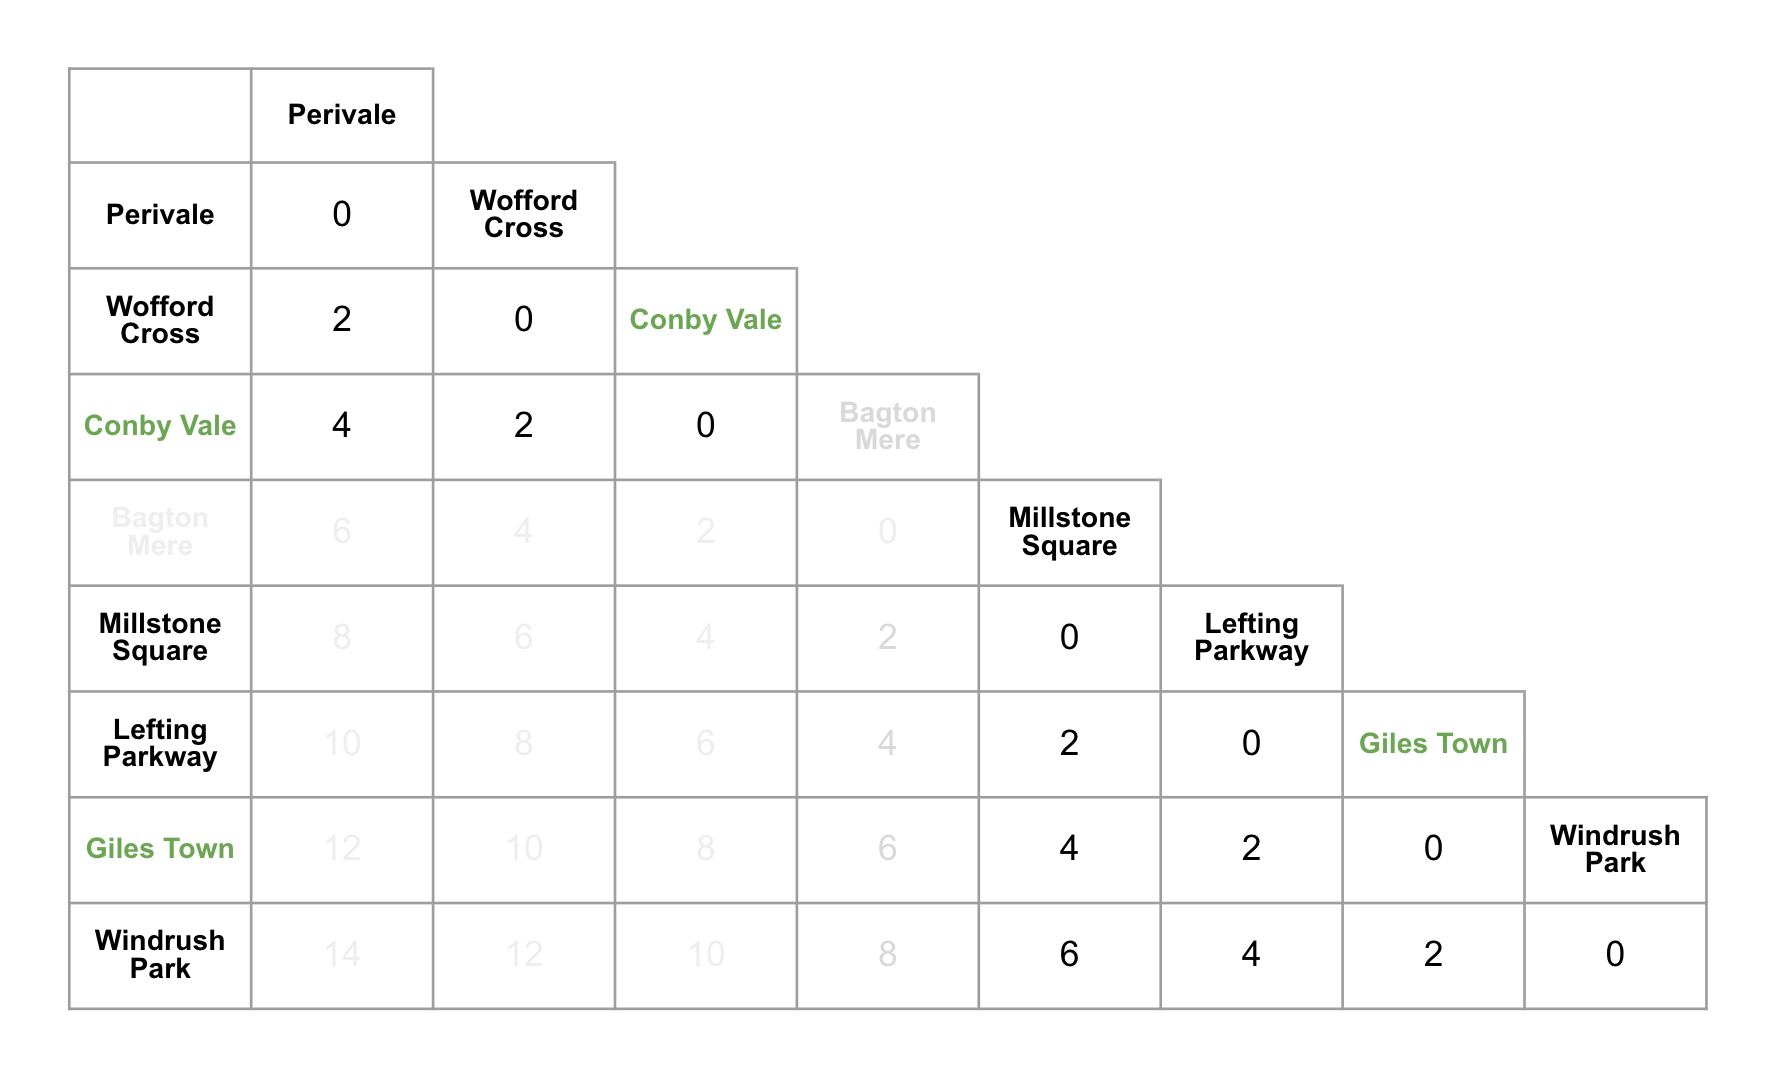 Perivale
Perivale 0 Wofford Cross
Wofford Cross 2 0 Conby Vale
Conby Vale 4 2 0 Bagton Mere
Bagton Mere 6 4 2 0 Millstone Square
Millstone Square 8 6 4 2 0 Lefting Parkway
Lefting Parkway 10 8 6 4 2 0 Giles Town
Giles Town 12 10 8 6 4 2 0 Windrush Park
Windrush Park 14 12 10 8 6 4 2 0